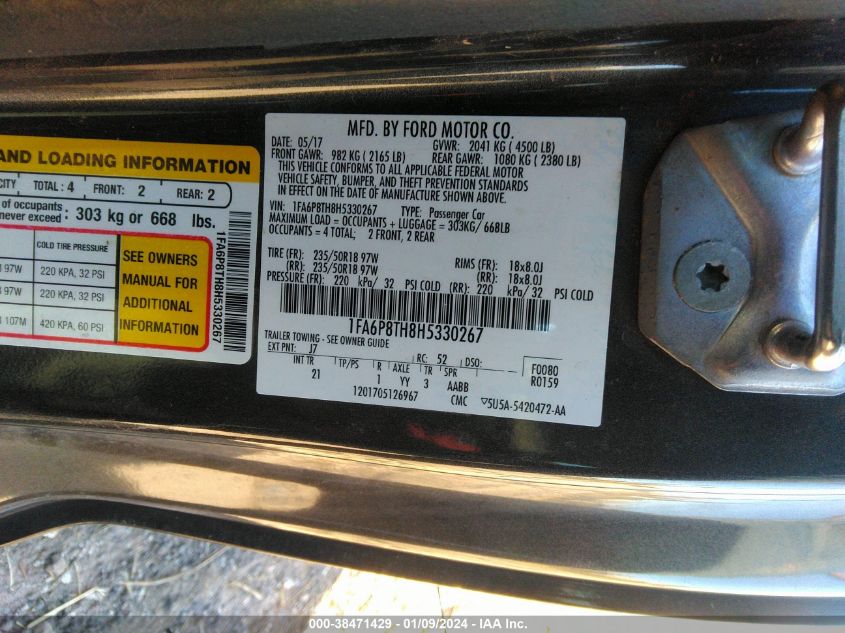 AND LOADING INFORMATION
CITY TOTAL : 4 FRONT: 2 REAR: 2
of occupants
never exceed : 303 kg or 668 lbs.
COLD TIRE PRESSURE
97W 220 KPA, 32 PSI
97W 220 KPA, 32 PSI
107M 420 KPA, 60 PSI
SEE OWNERS
MANUAL FOR
ADDITIONAL
INFORMATION
1FA6P8TH8H5330267
MFD. BY FORD MOTOR CO.
DATE: 05/17 GVWR: 2041 KG ( 4500 LB)
FRONT GAWR: 982 KG ( 2165 LB) REAR GAWR: 1080 KG ( 2380 LB)
THIS VEHICLE CONFORMS TO ALL APPLICABLE FEDERAL MOTOR
VEHICLE SAFETY, BUMPER, AND THEFT PREVENTION STANDARDS
IN EFFECT ON THE DATE OF MANUFACTURE SHOWN ABOVE.
VIN: 1FA6P8TH8H5330267 TYPE: Passenger Car
MAXIMUM LOAD = OCCUPANTS + LUGGAGE = 303KG/ 668LB
OCCUPANTS = 4 TOTAL; 2 FRONT, 2 REAR
TIRE (FR): 235/50R18 97W RIMS (FR): 18x8.0J
(RR): 235/50R18 97W (RR): 18x8.0J
PRESSURE (FR): 220 kPa/ 32 PSI COLD (RR): 220 kPa/ 32 PSI COLD
1FA6P8TH8H5330267
TRAILER TOWING - SEE OWNER GUIDE
EXT PNT: J7 RC: 52 DSO: F0080
INT TR TP/PS R AXLE TR SPR R0159
21 1 YY 3 AABB
1201705126967 CMC 5U5A-5420472-AA
000-38471429 - 01/09/2024 - IAA Inc.